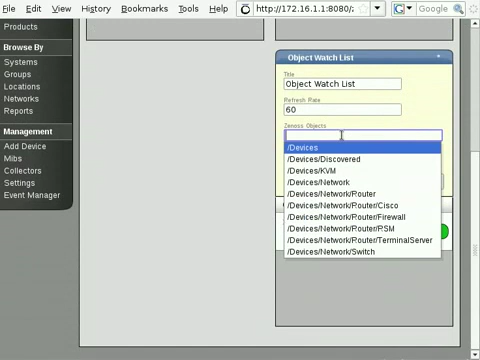 File Edit View History Bookmarks Tools Help http://172.16.1.1:8080/ Google
Products
Browse By
Systems
Groups
Locations
Networks
Reports
Management
Add Device
Mibs
Collectors
Settings
Event Manager
Object Watch List
Title
Object Watch List
Refresh Rate
60
Zenoss Objects
/Devices
/Devices/Discovered
/Devices/KVM
/Devices/Network
/Devices/Network/Router
/Devices/Network/Router/Cisco
/Devices/Network/Router/Firewall
/Devices/Network/Router/RSM
/Devices/Network/Router/TerminalServer
/Devices/Network/Switch